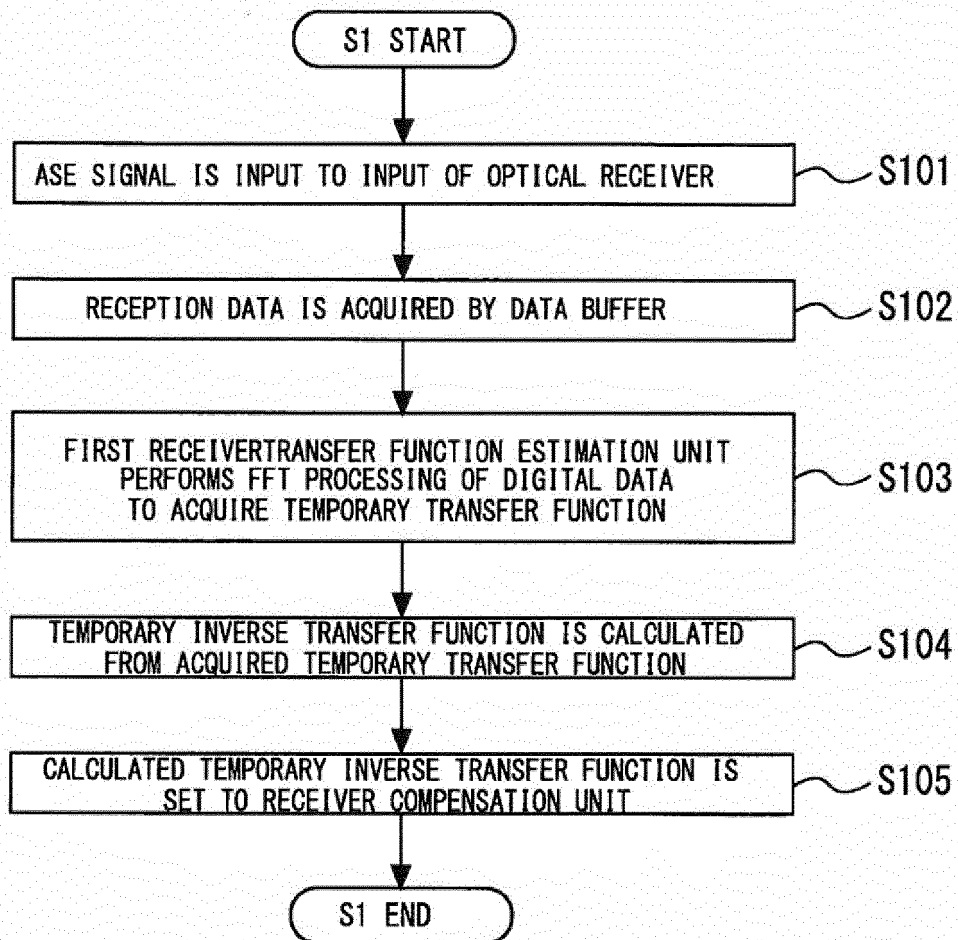 S1 START
ASE SIGNAL IS INPUT TO INPUT OF OPTICAL RECEIVER
S101
RECEPTION DATA IS ACQUIRED BY DATA BUFFER
S102
FIRST RECEIVERTRANSFER FUNCTION ESTIMATION UNIT
PERFORMS FFT PROCESSING OF DIGITAL DATA
TO ACQUIRE TEMPORARY TRANSFER FUNCTION
S103
TEMPORARY INVERSE TRANSFER FUNCTION IS CALCULATED
FROM ACQUIRED TEMPORARY TRANSFER FUNCTION
S104
CALCULATED TEMPORARY INVERSE TRANSFER FUNCTION IS
SET TO RECEIVER COMPENSATION UNIT
S105
S1 END